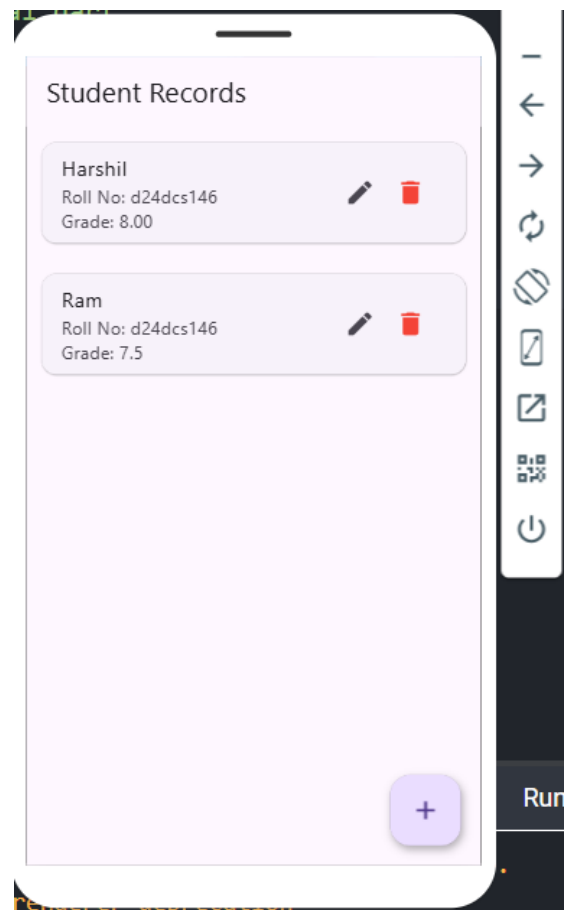 Student Records
Harshil
Roll No: d24dcs146
Grade: 8.00
Ram
Roll No: d24dcs146
Grade: 7.5
Run